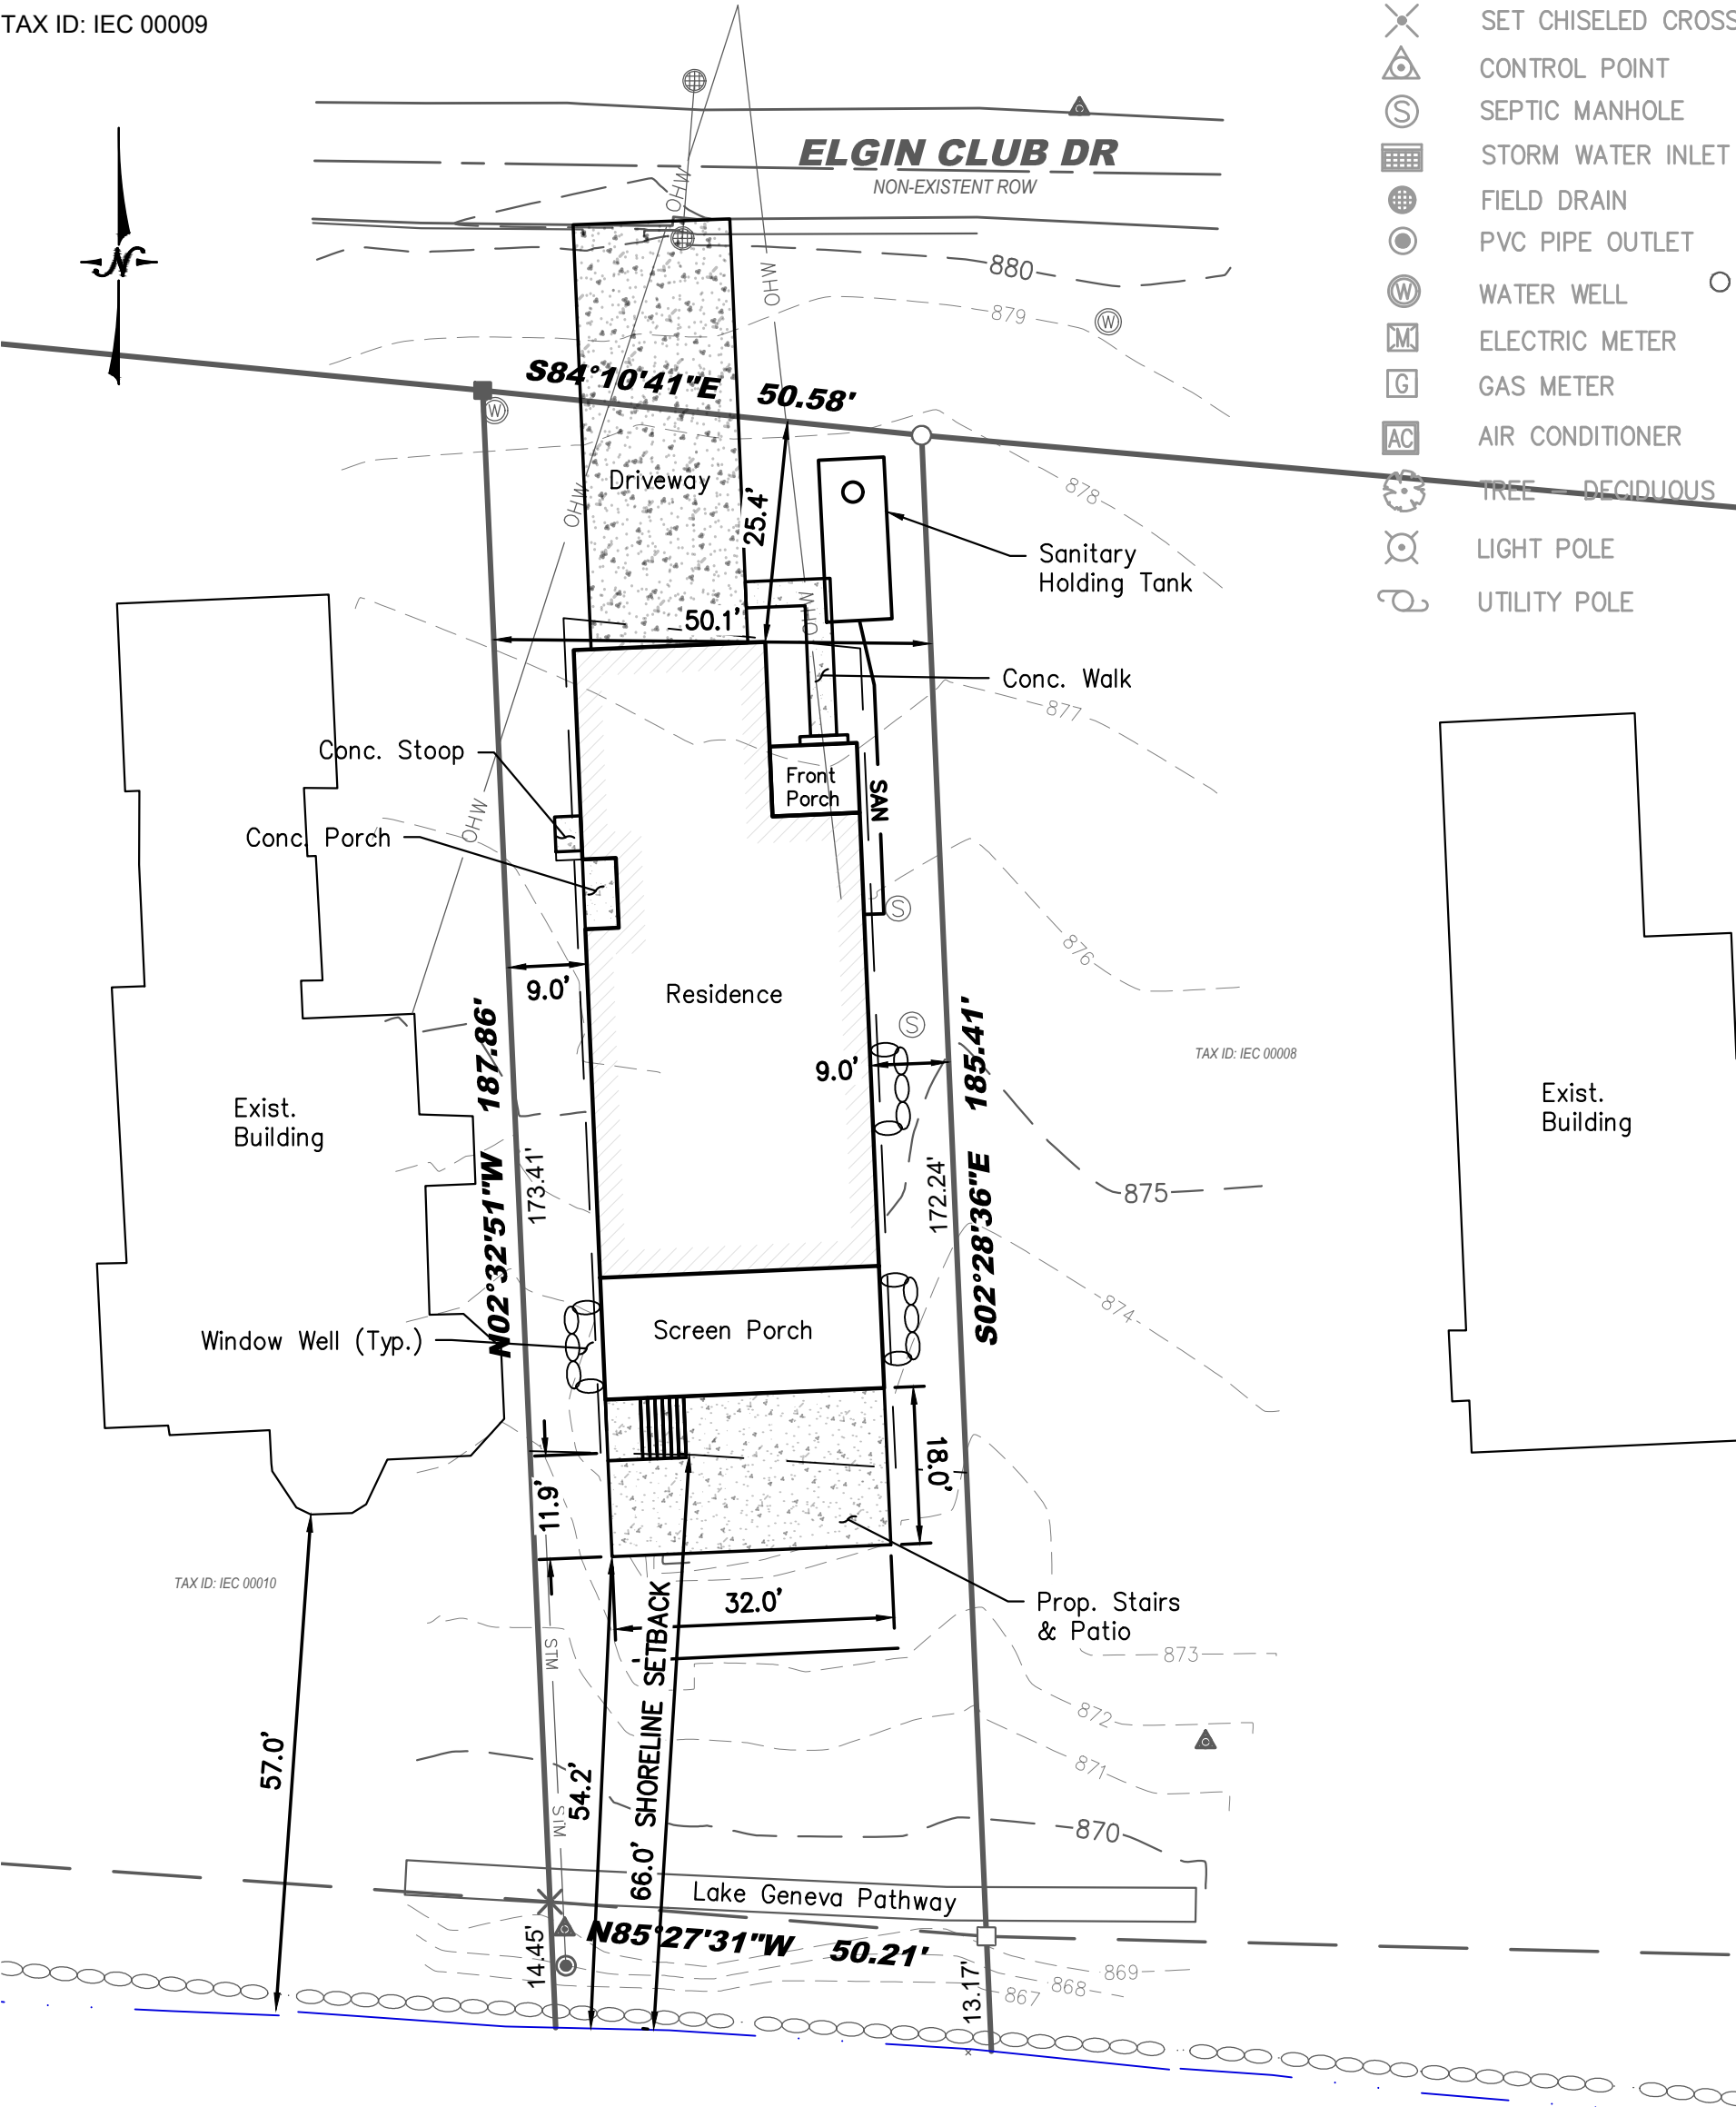 TAX ID: IEC 00009
SET CHISELED CROSS
CONTROL POINT
S
SEPTIC MANHOLE
STORM WATER INLET
FIELD DRAIN
PVC PIPE OUTLET
W
WATER WELL
M
ELECTRIC METER
G
GAS METER
AC
AIR CONDITIONER
TREE - DECIDUOUS
LIGHT POLE
UTILITY POLE
N
ELGIN CLUB DR
NON-EXISTENT ROW
OHW
OHW
880
879
W
S84°10'41"E 50.58'
W
Driveway
25.4'
OHW
878
Sanitary
Holding Tank
OHW
50.1'
Conc. Walk
877
Conc. Stoop
Front
Porch
SAN
OHW
Conc. Porch
S
876
9.0'
Residence
S
9.0'
TAX ID: IEC 00008
N02°32'51"W 187.86'
173.41'
S02°28'36"E 185.41'
172.24'
Exist.
Building
Exist.
Building
875
874
Window Well (Typ.)
Screen Porch
18.0'
11.9'
TAX ID: IEC 00010
32.0'
Prop. Stairs
& Patio
STM
873
872
57.0'
54.2'
66.0' SHORELINE SETBACK
871
STM
870
Lake Geneva Pathway
N85°27'31"W 50.21'
14.45'
13.17'
869
868
867